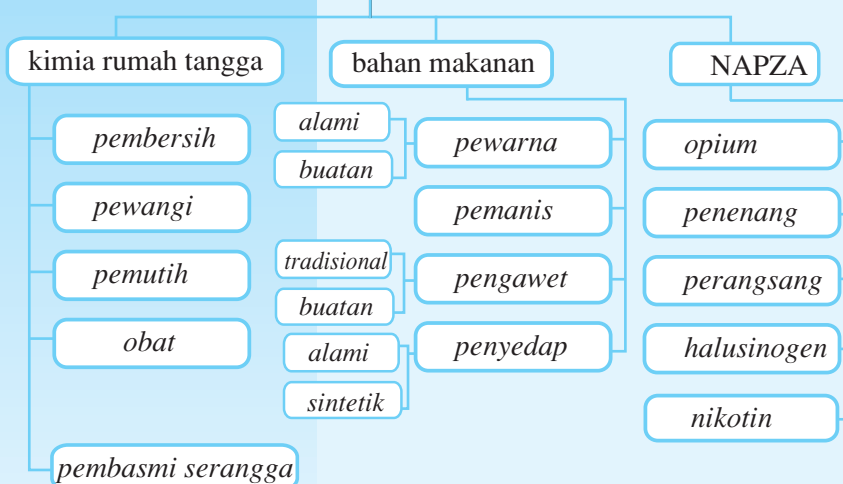 kimia rumah tangga
pembersih
pewangi
pemutih
obat
pembasmi serangga
bahan makanan
pewarna
alami
buatan
pemanis
pengawet
tradisional
buatan
penyedap
alami
sintetik
NAPZA
opium
penenang
perangsang
halusinogen
nikotin